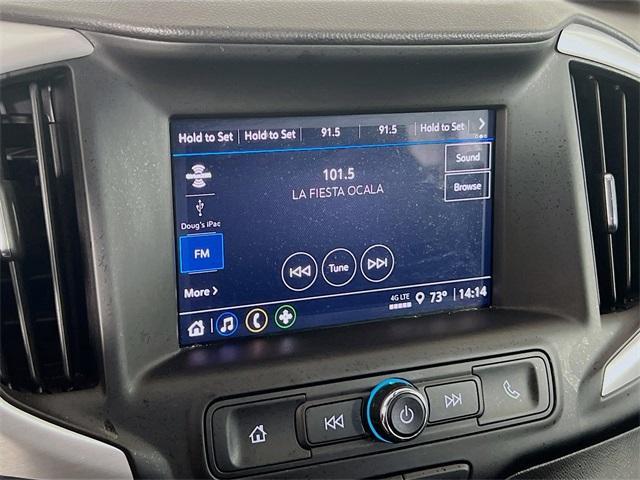 Hold to Set Hold to Set 91.5 91.5 Hold to Set
101.5
LA FIESTA OCALA
Sound
Browse
Doug's iPac
FM
Tune
More
4G LTE 73° 14:14